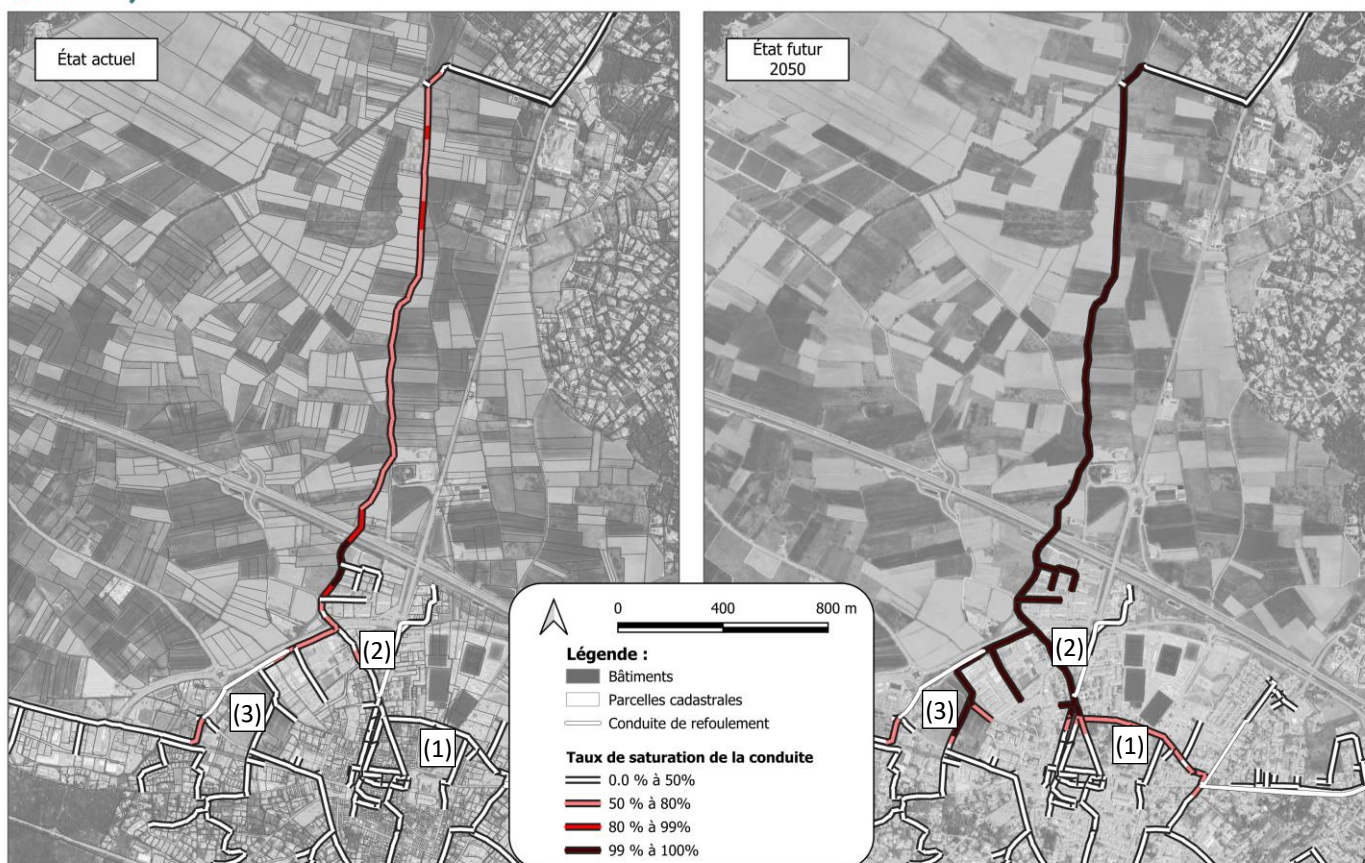 État actuel
État futur
2050
(2)
(3)
(1)
(2)
(3)
(1)
0 400 800 m
Légende :
Bâtiments
Parcelles cadastrales
Conduite de refoulement
Taux de saturation de la conduite
0.0 % à 50%
50 % à 80%
80 % à 99%
99 % à 100%